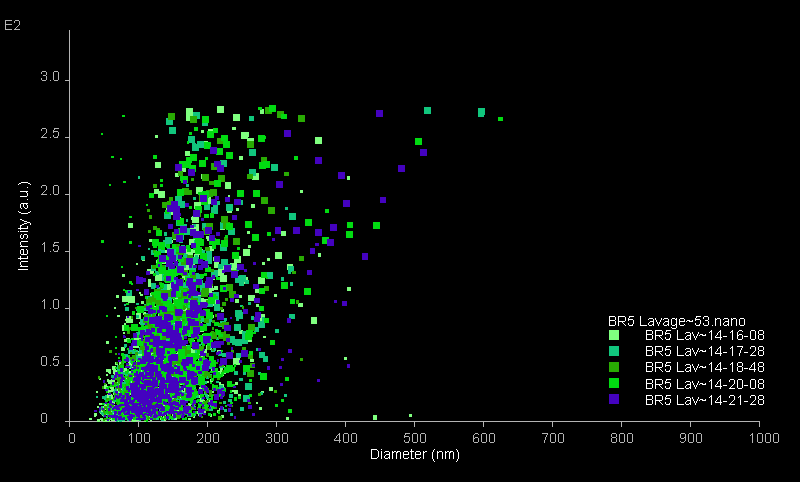 E2
3.0
2.5
2.0
1.5
1.0
0.5
0
Intensity (a.u.)
BR5 Lavage~53.nano
BR5 Lav~14-16-08
BR5 Lav~14-17-28
BR5 Lav~14-18-48
BR5 Lav~14-20-08
BR5 Lav~14-21-28
0 100 200 300 400 500 600 700 800 900 1000
Diameter (nm)